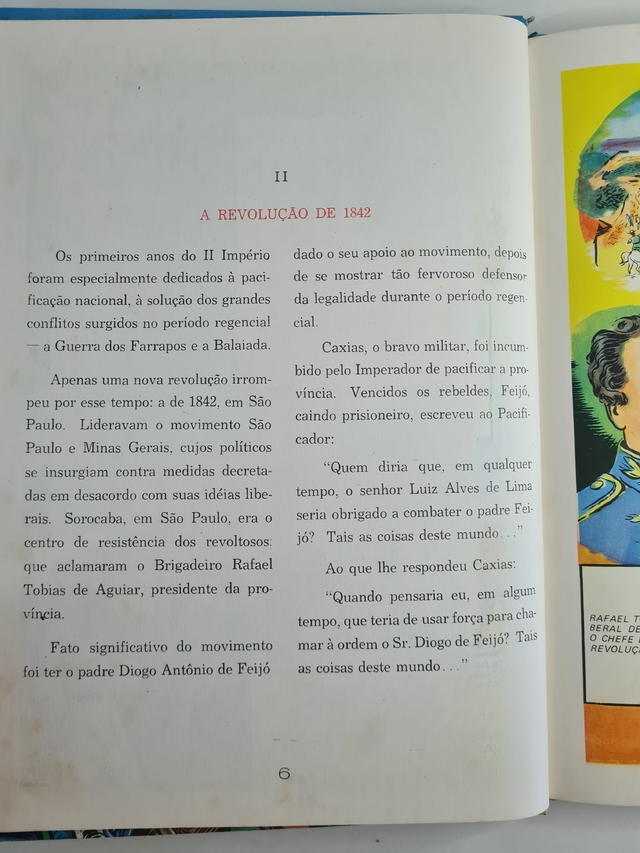 II
A REVOLUÇÃO DE 1842
Os primeiros anos do II Império
foram especialmente dedicados à paci-
ficação nacional, à solução dos grandes
conflitos surgidos no período regencial
— a Guerra dos Farrapos e a Balaiada.
Apenas uma nova revolução irrom-
peu por esse tempo: a de 1842, em São
Paulo. Lideravam o movimento São
Paulo e Minas Gerais, cujos políticos
se insurgiam contra medidas decreta-
das em desacordo com suas idéias libe-
rais. Sorocaba, em São Paulo, era o
centro de resistência dos revoltosos:
que aclamaram o Brigadeiro Rafael
Tobias de Aguiar, presidente da pro-
víncia.
Fato significativo do movimento
foi ter o padre Diogo Antônio de Feijó
dado o seu apoio ao movimento, depois
de se mostrar tão fervoroso defensor
da legalidade durante o período regen-
cial.
Caxias, o bravo militar, foi incum-
bido pelo Imperador de pacificar a pro-
víncia. Vencidos os rebeldes, Feijó,
caindo prisioneiro, escreveu ao Pacifi-
cador:
"Quem diria que, em qualquer
tempo, o senhor Luiz Alves de Lima
seria obrigado a combater o padre Fei-
jó? Tais as coisas deste mundo..."
Ao que lhe respondeu Caxias:
"Quando pensaria eu, em algum
tempo, que teria de usar força para cha-
mar à ordem o Sr. Diogo de Feijó? Tais
as coisas deste mundo..."
6
RAFAEL
BERAL DE
O CHEFE